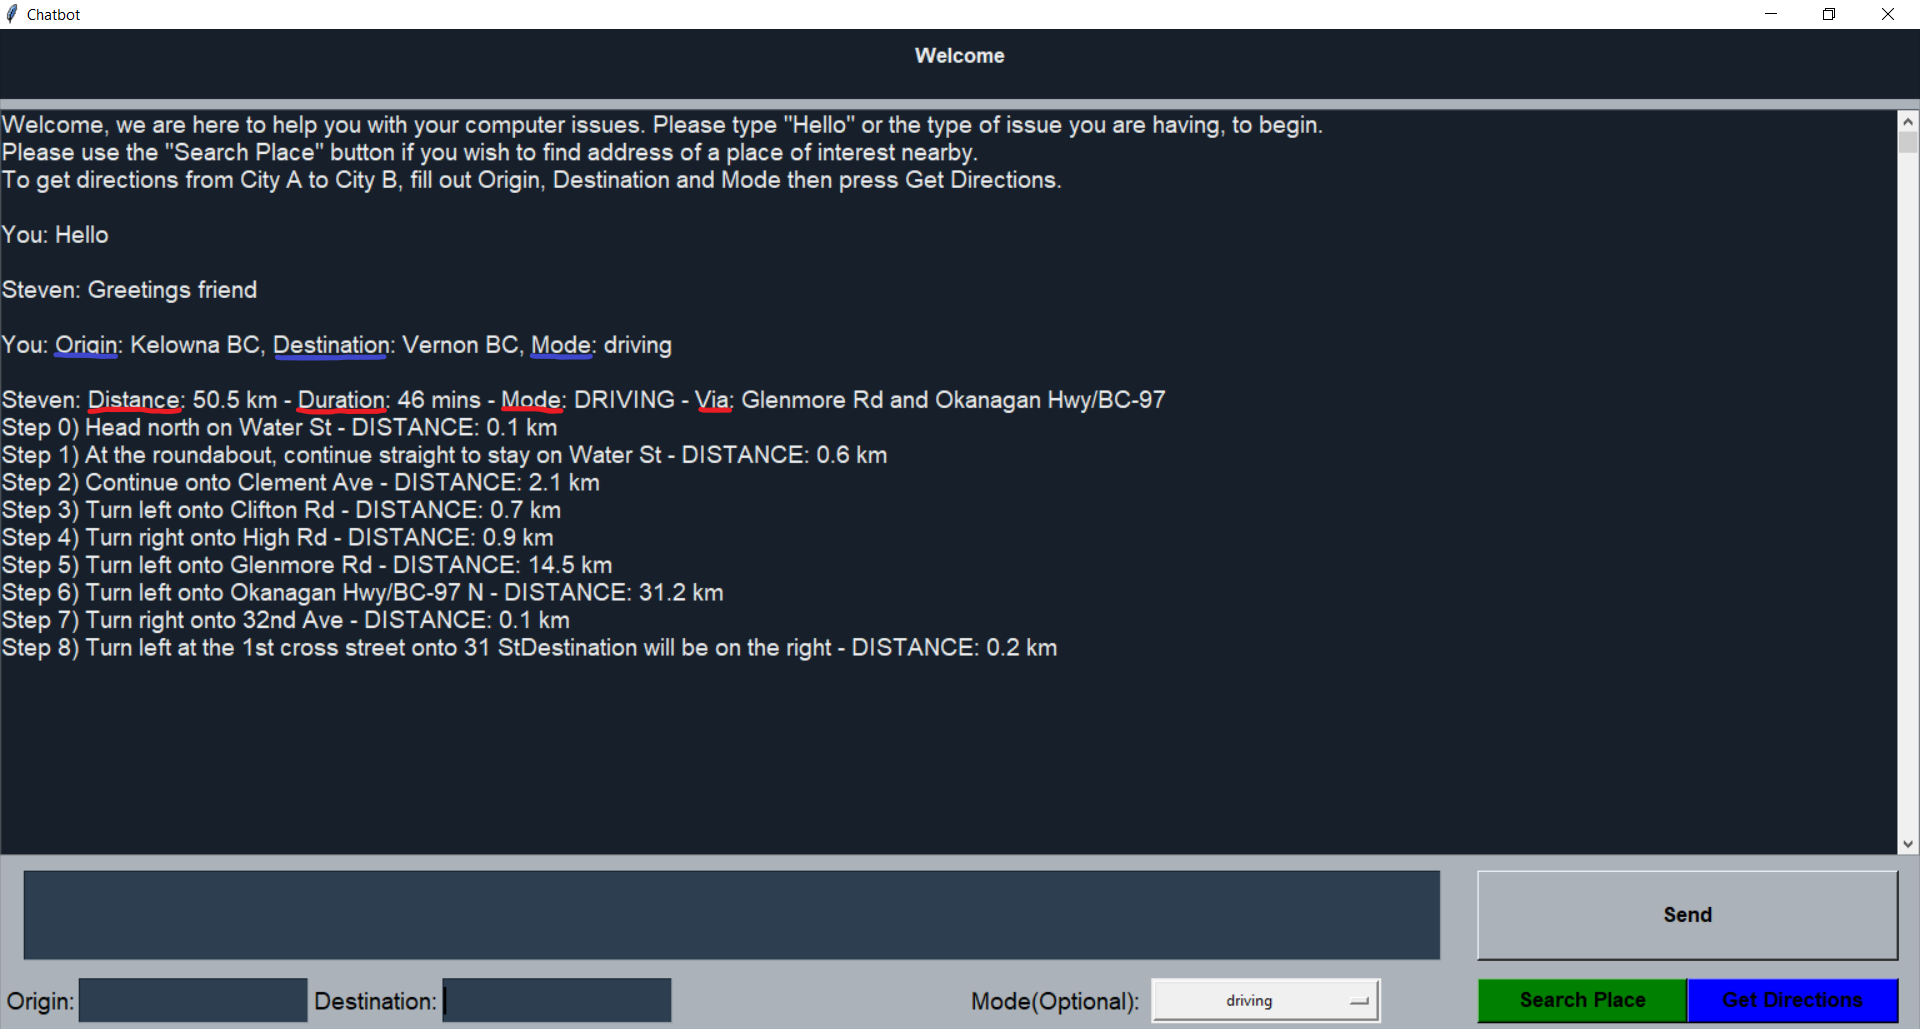 Chatbot
Welcome
Welcome, we are here to help you with your computer issues. Please type "Hello" or the type of issue you are having, to begin.
Please use the "Search Place" button if you wish to find address of a place of interest nearby.
To get directions from City A to City B, fill out Origin, Destination and Mode then press Get Directions.
You: Hello
Steven: Greetings friend
You: Origin: Kelowna BC, Destination: Vernon BC, Mode: driving
Steven: Distance: 50.5 km - Duration: 46 mins - Mode: DRIVING - Via: Glenmore Rd and Okanagan Hwy/BC-97
Step 0) Head north on Water St - DISTANCE: 0.1 km
Step 1) At the roundabout, continue straight to stay on Water St - DISTANCE: 0.6 km
Step 2) Continue onto Clement Ave - DISTANCE: 2.1 km
Step 3) Turn left onto Clifton Rd - DISTANCE: 0.7 km
Step 4) Turn right onto High Rd - DISTANCE: 0.9 km
Step 5) Turn left onto Glenmore Rd - DISTANCE: 14.5 km
Step 6) Turn left onto Okanagan Hwy/BC-97 N - DISTANCE: 31.2 km
Step 7) Turn right onto 32nd Ave - DISTANCE: 0.1 km
Step 8) Turn left at the 1st cross street onto 31 StDestination will be on the right - DISTANCE: 0.2 km
Send
Origin: Destination: Mode(Optional): driving Search Place Get Directions